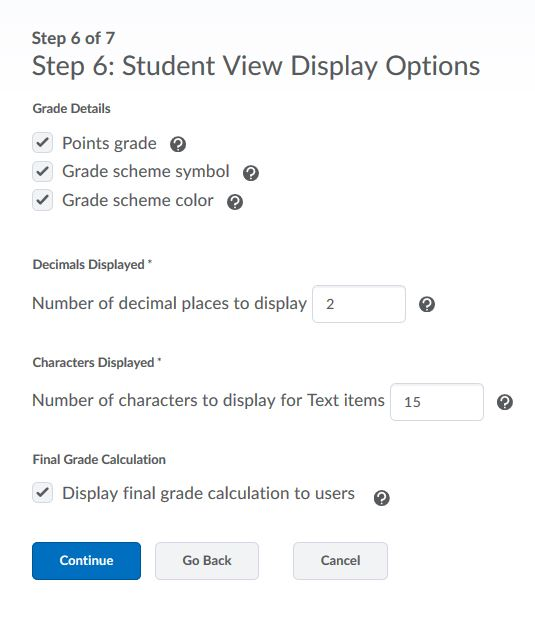 Step 6 of 7
Step 6: Student View Display Options
Grade Details
Points grade
Grade scheme symbol
Grade scheme color
Decimals Displayed *
Number of decimal places to display 2
Characters Displayed *
Number of characters to display for Text items 15
Final Grade Calculation
Display final grade calculation to users
Continue Go Back Cancel